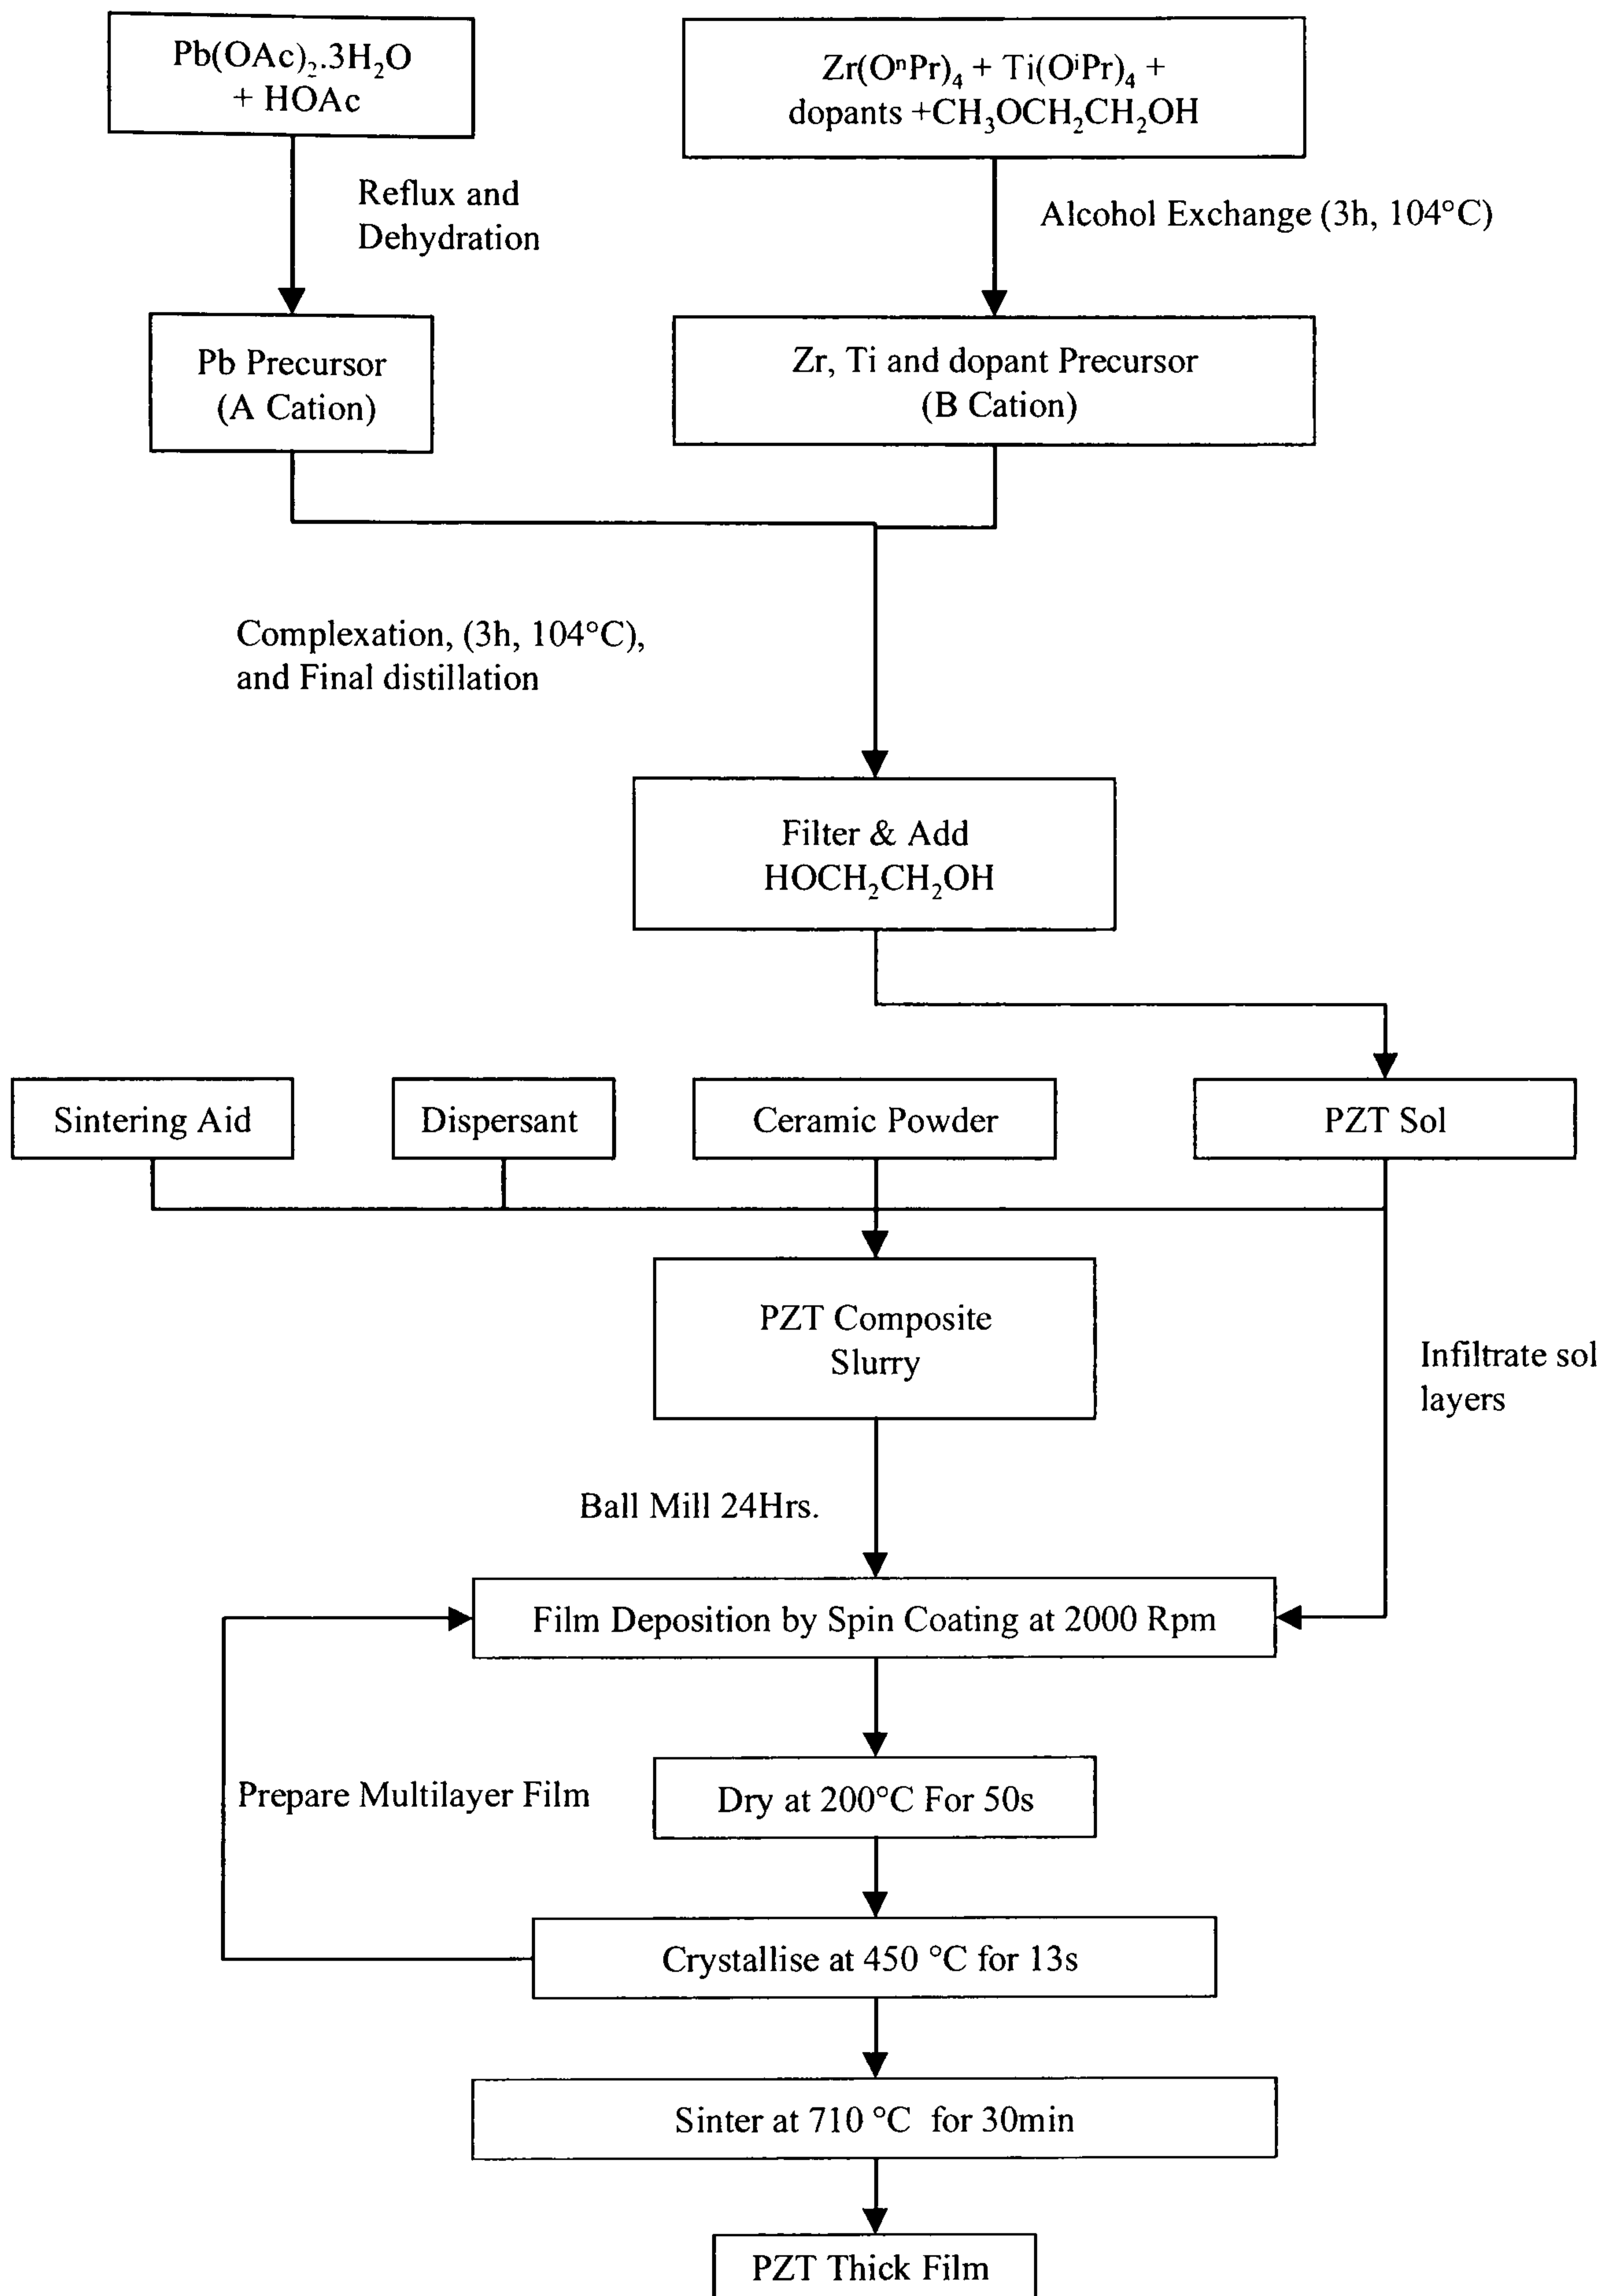 Pb(OAc)₂.3H₂O
+ HOAc
Zr(OⁿPr)₄ + Ti(OⁱPr)₄ +
dopants +CH₃OCH₂CH₂OH
Reflux and
Dehydration
Alcohol Exchange (3h, 104°C)
Pb Precursor
(A Cation)
Zr, Ti and dopant Precursor
(B Cation)
Complexation, (3h, 104°C),
and Final distillation
Filter & Add
HOCH₂CH₂OH
Sintering Aid
Dispersant
Ceramic Powder
PZT Sol
PZT Composite
Slurry
Infiltrate sol
layers
Ball Mill 24Hrs.
Film Deposition by Spin Coating at 2000 Rpm
Prepare Multilayer Film
Dry at 200°C For 50s
Crystallise at 450 °C for 13s
Sinter at 710 °C for 30min
PZT Thick Film